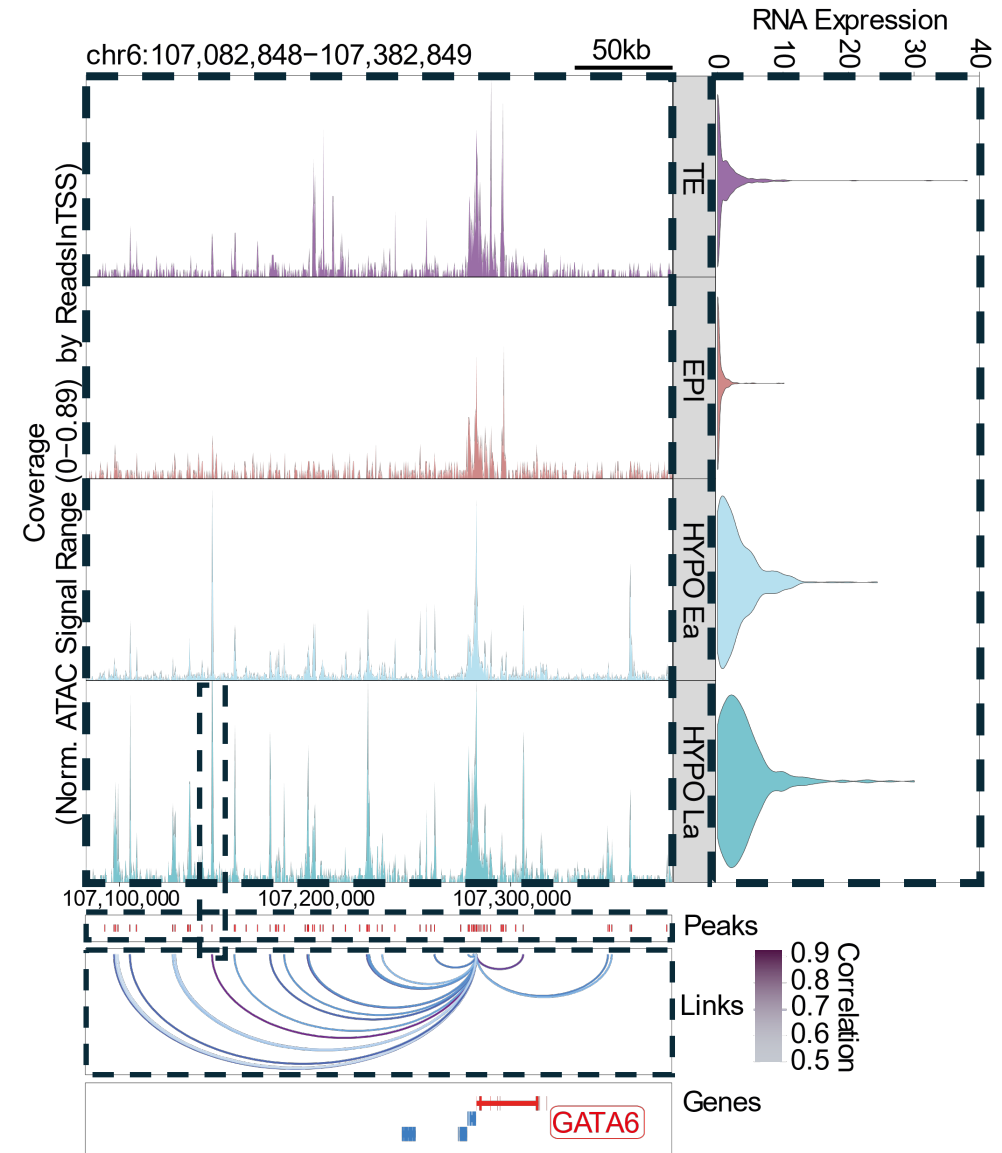 RNA Expression
chr6:107,082,848−107,382,849
50kb
0
10
20
30
40
Coverage
(Norm. ATAC Signal Range (0−0.89) by ReadsInTSS)
TE
EPI
HYPO Ea
HYPO La
107,100,000
107,200,000
107,300,000
Peaks
Links
Correlation
0.9
0.8
0.7
0.6
0.5
Genes
GATA6